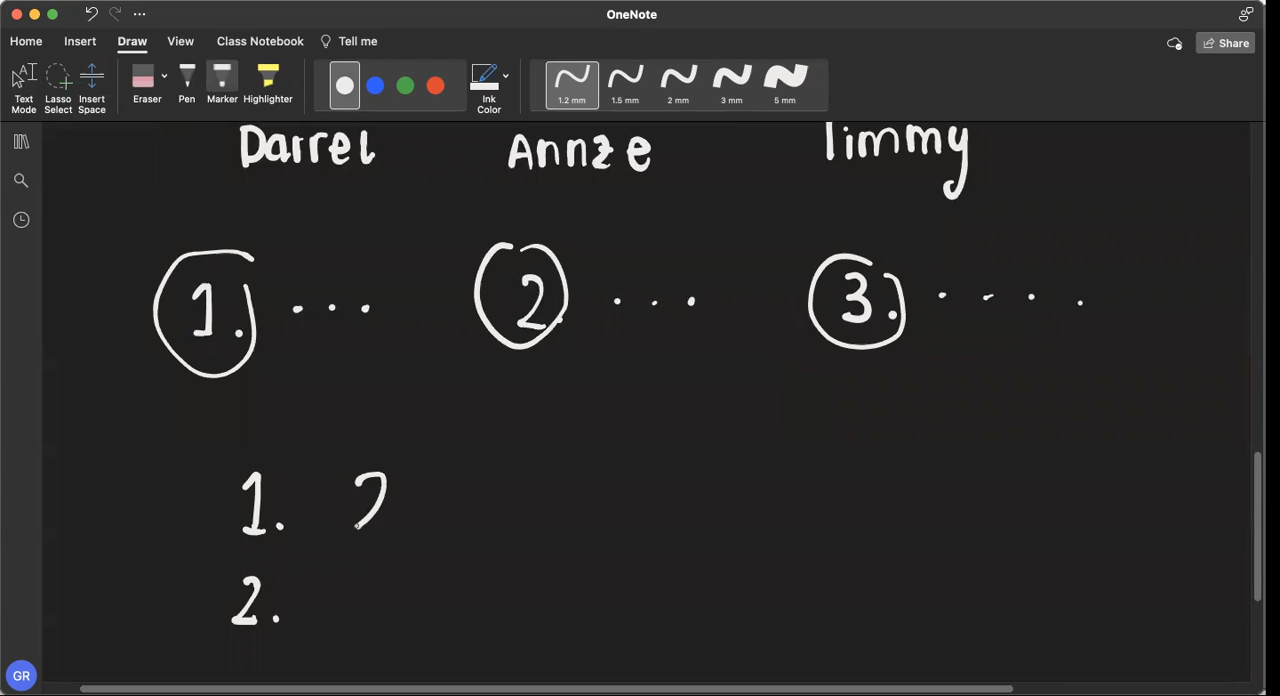 OneNote
Home Insert Draw View Class Notebook Tell me Share
Text Mode Lasso Select Insert Space Eraser Pen Marker Highlighter Ink Color 1.2 mm 1.5 mm 2 mm 3 mm 5 mm
Darrel Annze Timmy
1. ... 2. ... 3. ....
1. 2
2.
GR